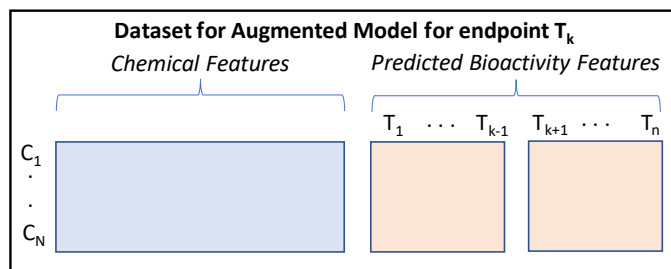 Dataset for Augmented Model for endpoint Tk
Chemical Features Predicted Bioactivity Features
T1 · · · Tk-1 Tk+1 · · · Tn
C1
.
.
CN